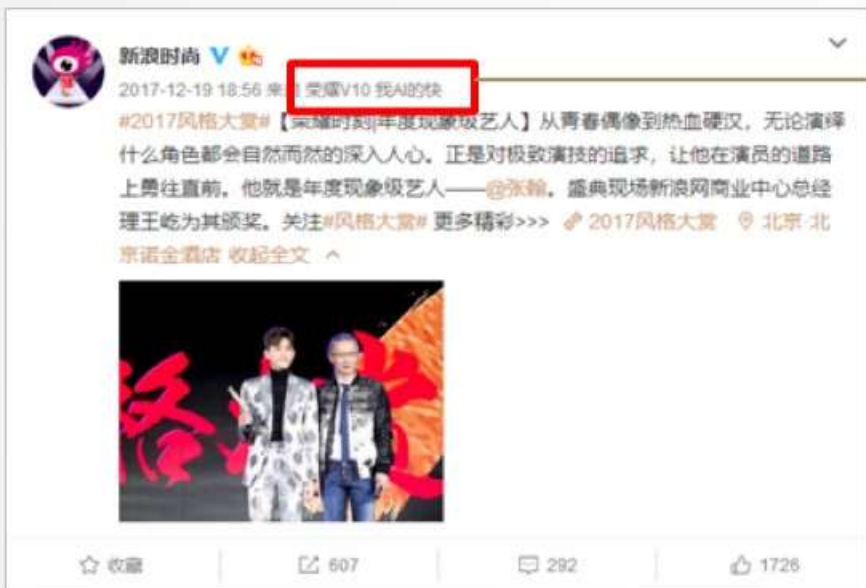 新浪时尚
2017-12-19 18:56 来自 荣耀V10 我AI的快
#2017风格大赏#【荣耀时刻|年度现象级艺人】从青春偶像到热血硬汉，无论演绎
什么角色都会自然而然的深入人心。正是对极致演技的追求，让他在演员的道路
上勇往直前。他就是年度现象级艺人——@张翰。盛典现场新浪网商业中心总经
理王屹为其颁奖。关注#风格大赏# 更多精彩>>> 2017风格大赏 北京·北
京诺金酒店 收起全文
格 赏
收藏 607 292 1726